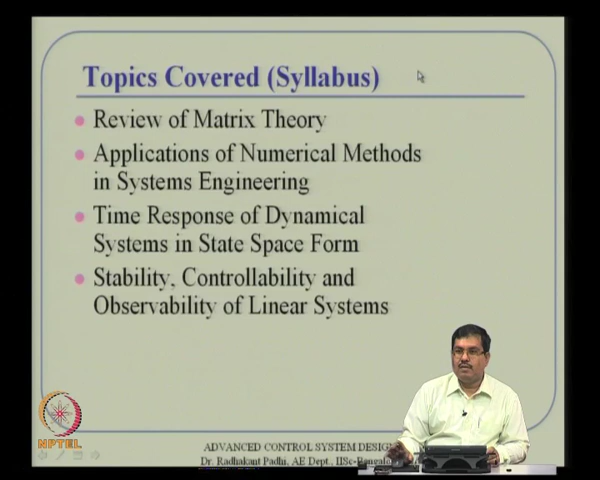 Topics Covered (Syllabus)
Review of Matrix Theory
Applications of Numerical Methods
in Systems Engineering
Time Response of Dynamical
Systems in State Space Form
Stability, Controllability and
Observability of Linear Systems
NPTEL
ADVANCED CONTROL SYSTEM DESIGN
Dr. Radhakant Padhi, AE Dept., IISc-Bangalore